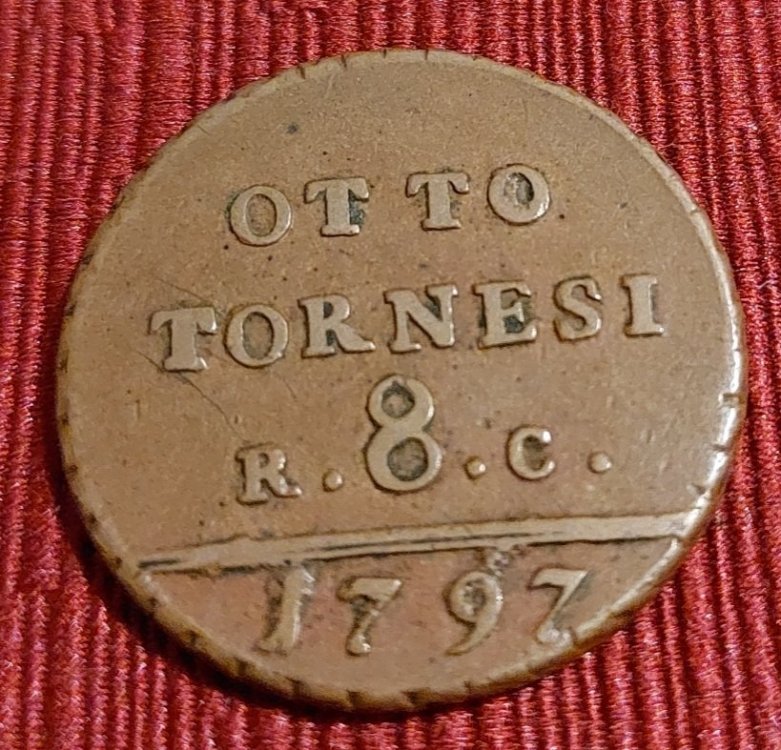 OTTO
TORNESI
R. 8. C.
1797